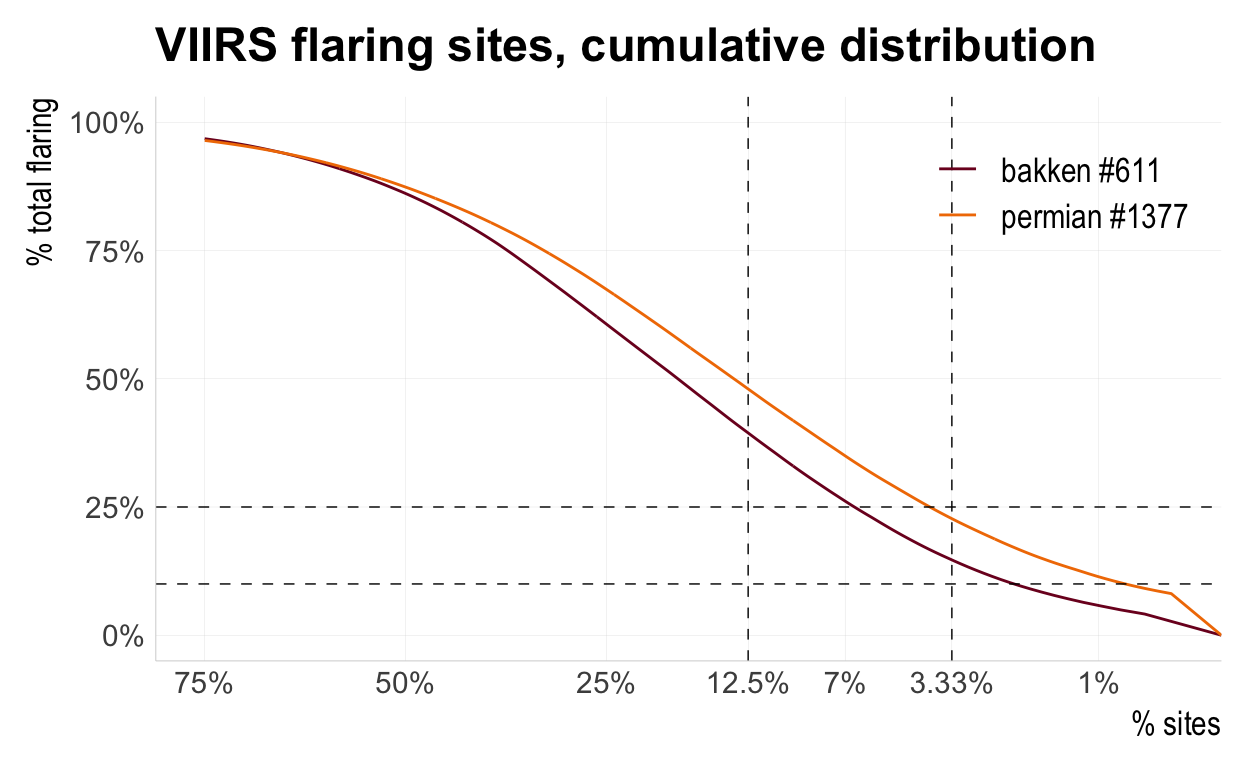 VIIRS flaring sites, cumulative distribution
% total flaring
100%
75%
50%
25%
0%
bakken #611
permian #1377
75% 50% 25% 12.5% 7% 3.33% 1%
% sites